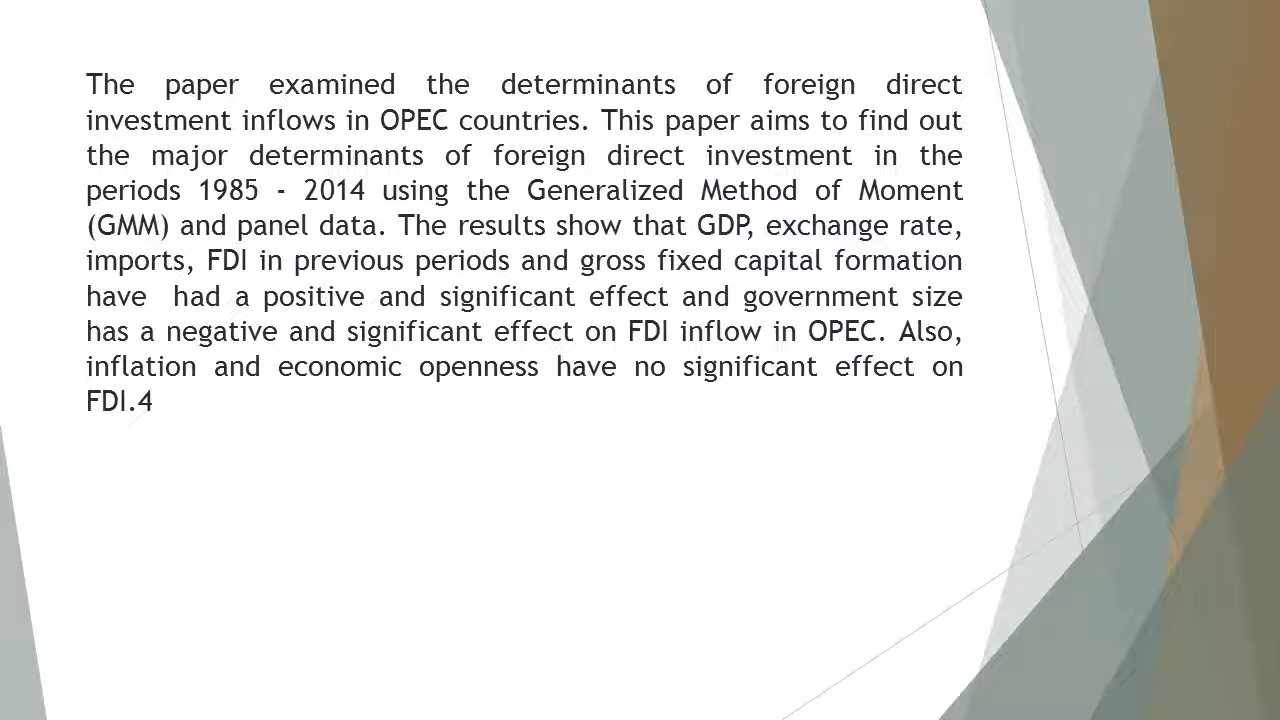 The paper examined the determinants of foreign direct
investment inflows in OPEC countries. This paper aims to find out
the major determinants of foreign direct investment in the
periods 1985 - 2014 using the Generalized Method of Moment
(GMM) and panel data. The results show that GDP, exchange rate,
imports, FDI in previous periods and gross fixed capital formation
have had a positive and significant effect and government size
has a negative and significant effect on FDI inflow in OPEC. Also,
inflation and economic openness have no significant effect on
FDI.4